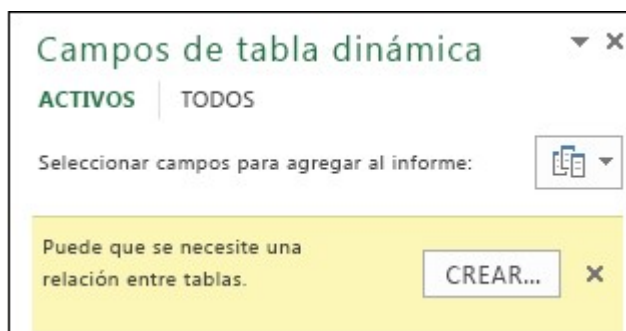 Campos de tabla dinámica
ACTIVOS TODOS
Seleccionar campos para agregar al informe:
Puede que se necesite una
relación entre tablas.
CREAR...